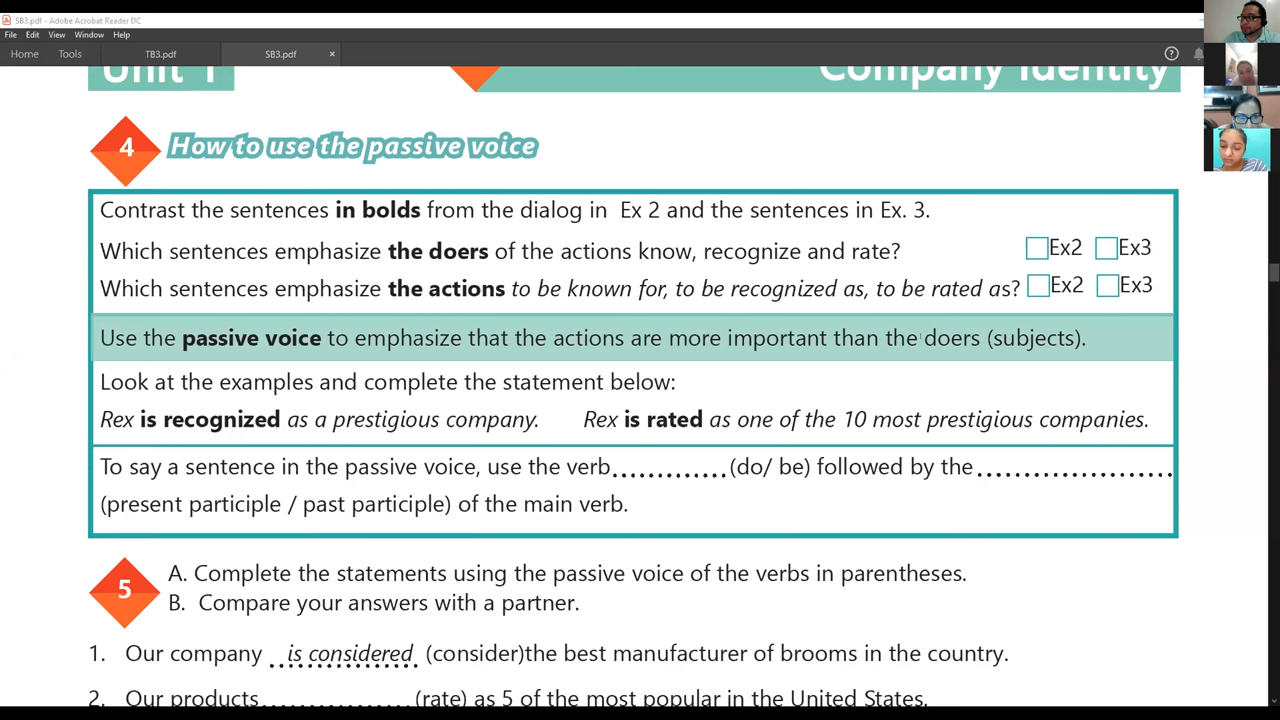 SB3.pdf - Adobe Acrobat Reader DC
File Edit View Window Help
Home Tools TB3.pdf SB3.pdf ×
Unit 1 Company Identity
4 How to use the passive voice
Contrast the sentences in bolds from the dialog in Ex 2 and the sentences in Ex. 3.
Which sentences emphasize the doers of the actions know, recognize and rate? Ex2 Ex3
Which sentences emphasize the actions to be known for, to be recognized as, to be rated as? Ex2 Ex3
Use the passive voice to emphasize that the actions are more important than the doers (subjects).
Look at the examples and complete the statement below:
Rex is recognized as a prestigious company. Rex is rated as one of the 10 most prestigious companies.
To say a sentence in the passive voice, use the verb............(do/ be) followed by the .....................
(present participle / past participle) of the main verb.
5 A. Complete the statements using the passive voice of the verbs in parentheses.
B. Compare your answers with a partner.
1. Our company is considered (consider)the best manufacturer of brooms in the country.
2. Our products................(rate) as 5 of the most popular in the United States.